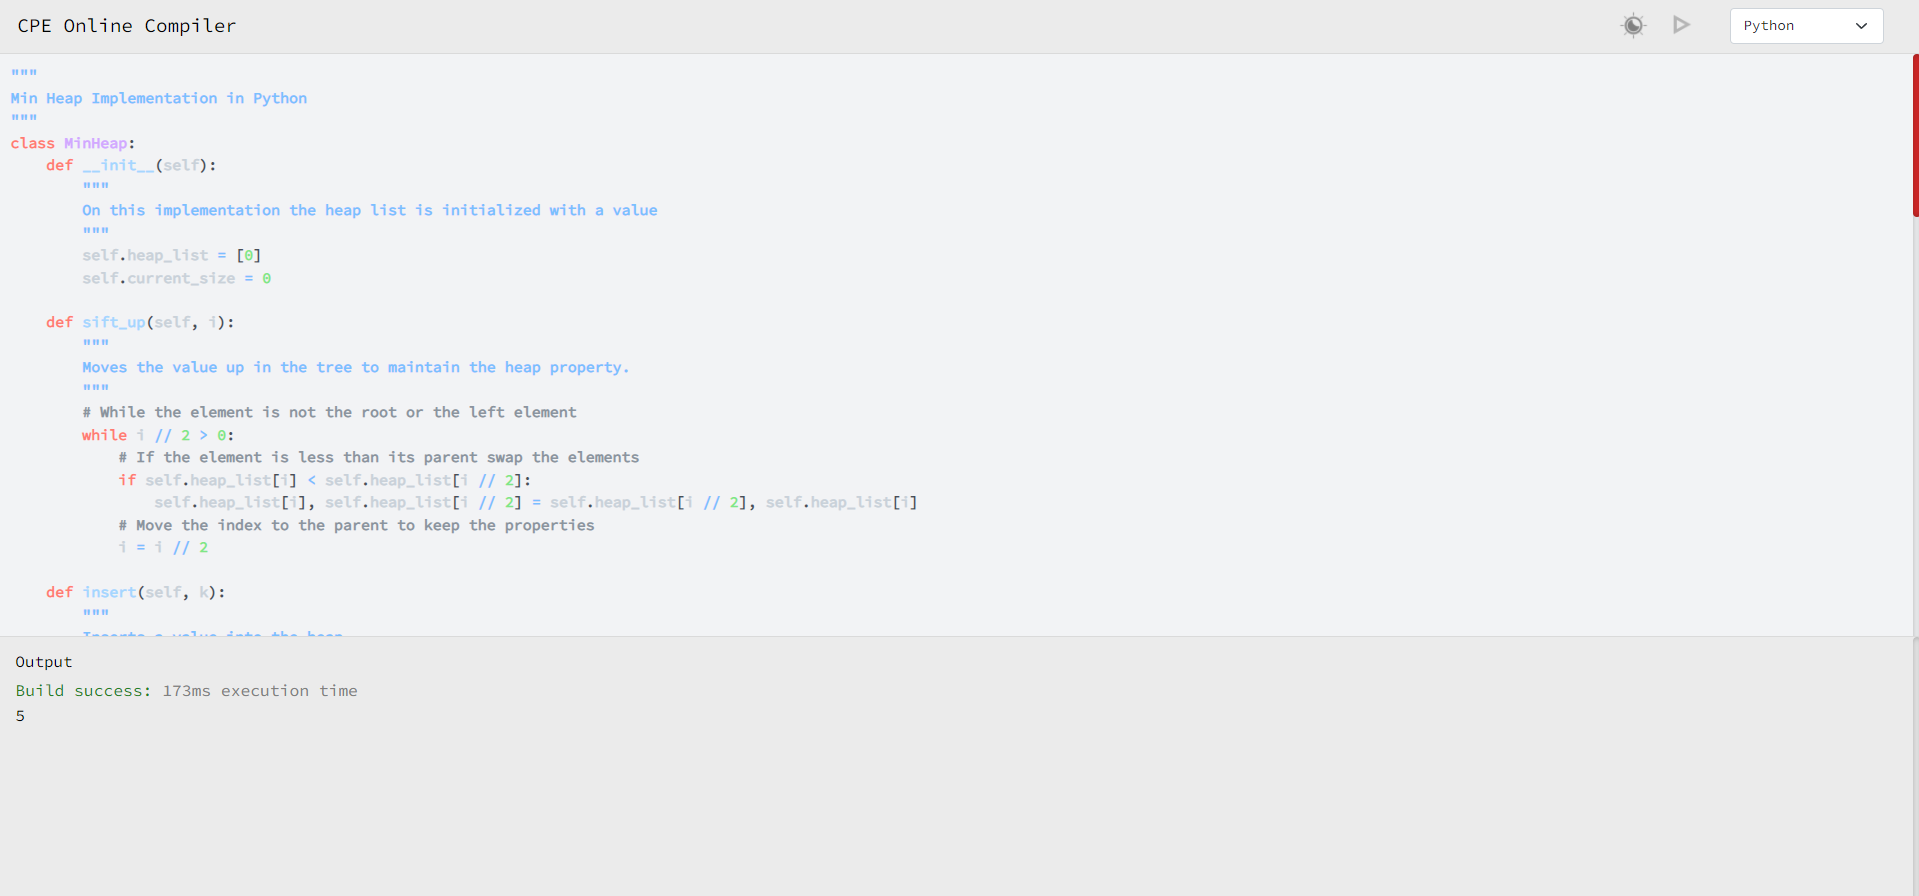 CPE Online Compiler
Python
"""
Min Heap Implementation in Python
"""
class MinHeap:
    def __init__(self):
        """
        On this implementation the heap list is initialized with a value
        """
        self.heap_list = [0]
        self.current_size = 0
    def sift_up(self, i):
        """
        Moves the value up in the tree to maintain the heap property.
        """
        # While the element is not the root or the left element
        while i // 2 > 0:
            # If the element is less than its parent swap the elements
            if self.heap_list[i] < self.heap_list[i // 2]:
                self.heap_list[i], self.heap_list[i // 2] = self.heap_list[i // 2], self.heap_list[i]
            # Move the index to the parent to keep the properties
            i = i // 2
    def insert(self, k):
        """
        Inserts a value into the heap
Output
Build success: 173ms execution time
5